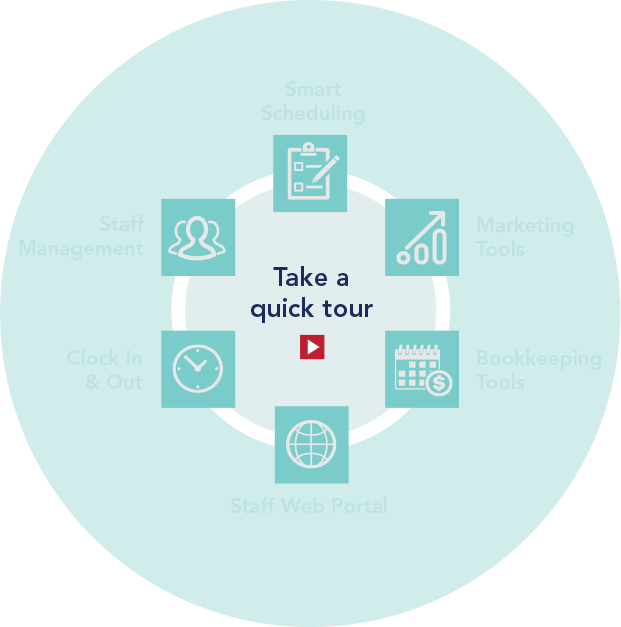 Smart
Scheduling
Staff
Management
Marketing
Tools
Take a
quick tour
Clock In
& Out
Bookkeeping
Tools
$
Staff Web Portal